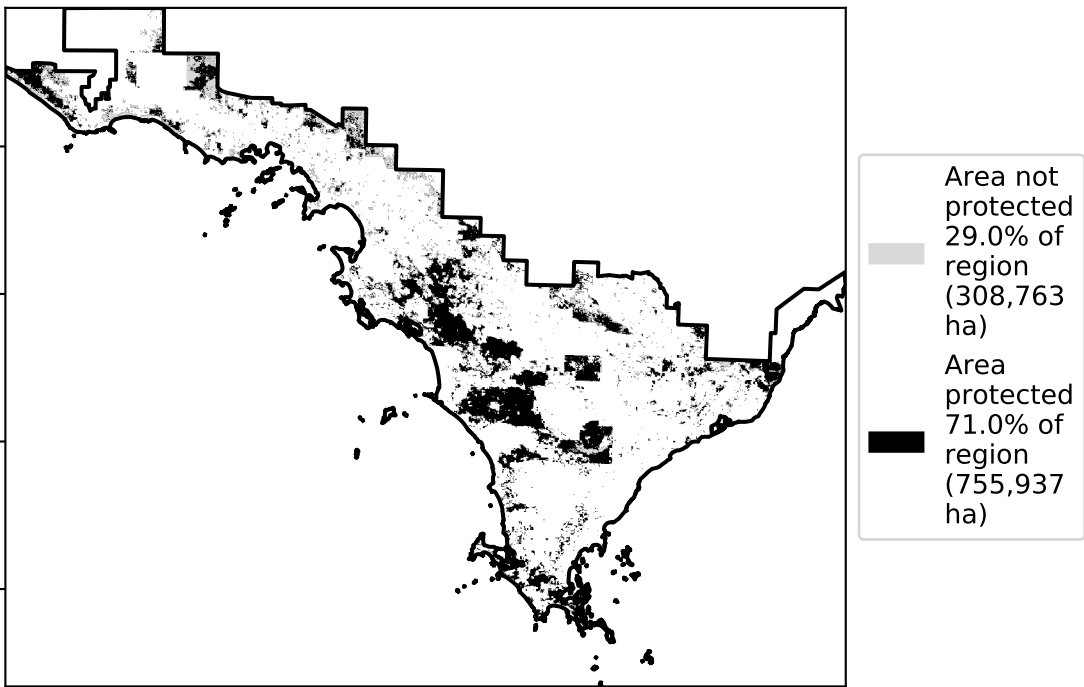 Area not
protected
29.0% of
region
(308,763
ha)
Area
protected
71.0% of
region
(755,937
ha)